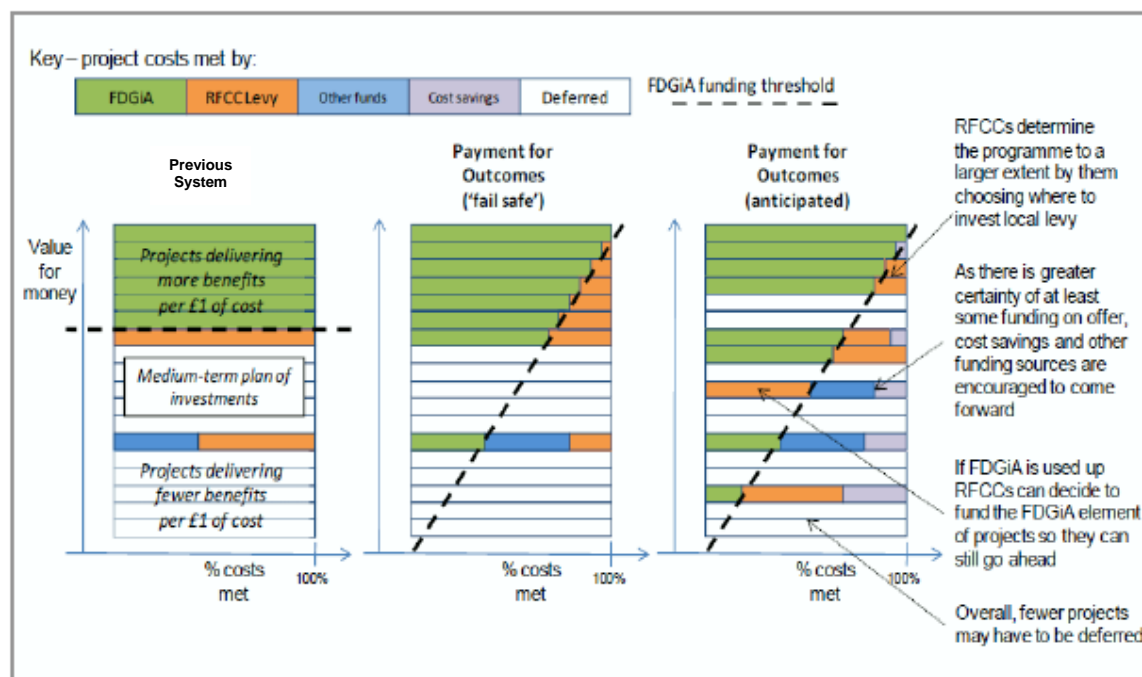 Key – project costs met by:
FDGiA
RFCC Levy
Other funds
Cost savings
Deferred
FDGiA funding threshold
Previous
System
Payment for
Outcomes
('fail safe')
Payment for
Outcomes
(anticipated)
Value
for
money
Projects delivering
more benefits
per £1 of cost
Medium-term plan of
investments
Projects delivering
fewer benefits
per £1 of cost
% costs
met
100%
% costs
met
100%
% costs
met
100%
RFCCs determine
the programme to a
larger extent by them
choosing where to
invest local levy
As there is greater
certainty of at least
some funding on offer,
cost savings and other
funding sources are
encouraged to come
forward
If FDGiA is used up
RFCCs can decide to
fund the FDGiA element
of projects so they can
still go ahead
Overall, fewer projects
may have to be deferred